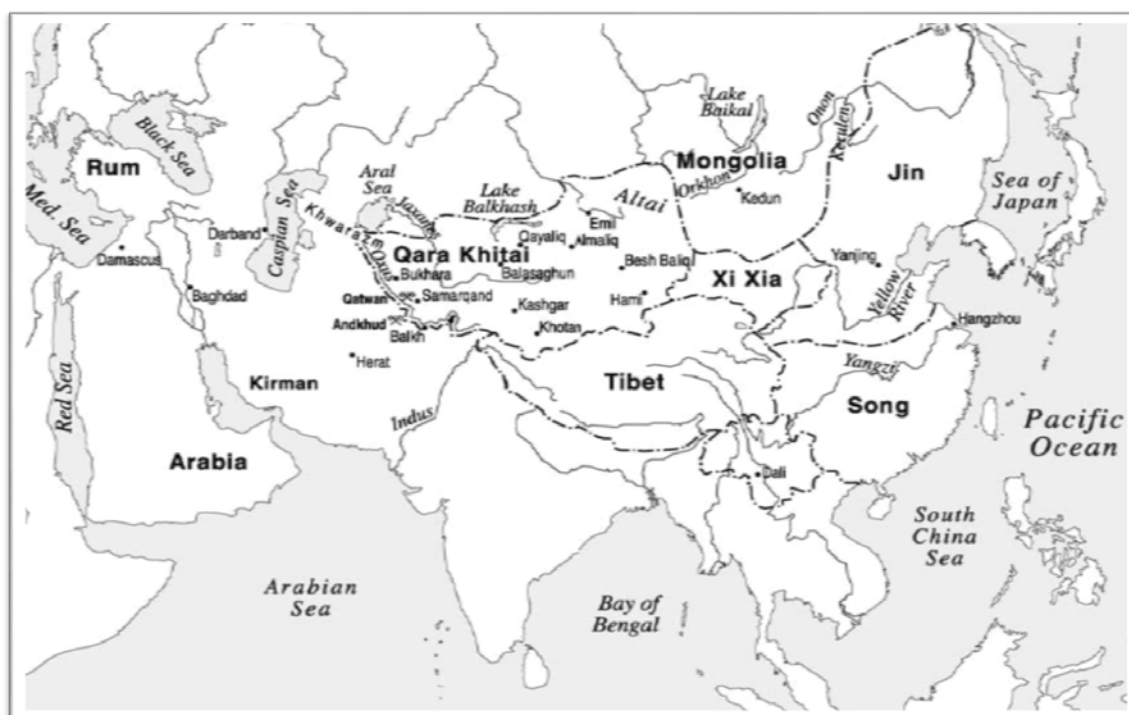 Lake
Baikal
Onon
Kerulens
Black Sea
Mongolia
Rum
Orkhon
Jin
Aral
Sea
Altai
Kedun
Sea of
Japan
Med. Sea
Caspian Sea
Jaxartes
Lake
Balkhash
Emil
Khwarazm
Darband
Qayaliq
Almaliq
Qara Khitai
Damascus
Oxus
Besh Baliq
Yanjing
Bukhara
Balasaghun
Xi Xia
Baghdad
Qatwan
Samarqand
Hami
Yellow
River
Kashgar
Andkhud
Hangzhou
Balkh
Khotan
Herat
Yangzi
Red Sea
Kirman
Tibet
Song
Indus
Pacific
Ocean
Arabia
Dali
South
China
Sea
Arabian
Sea
Bay of
Bengal